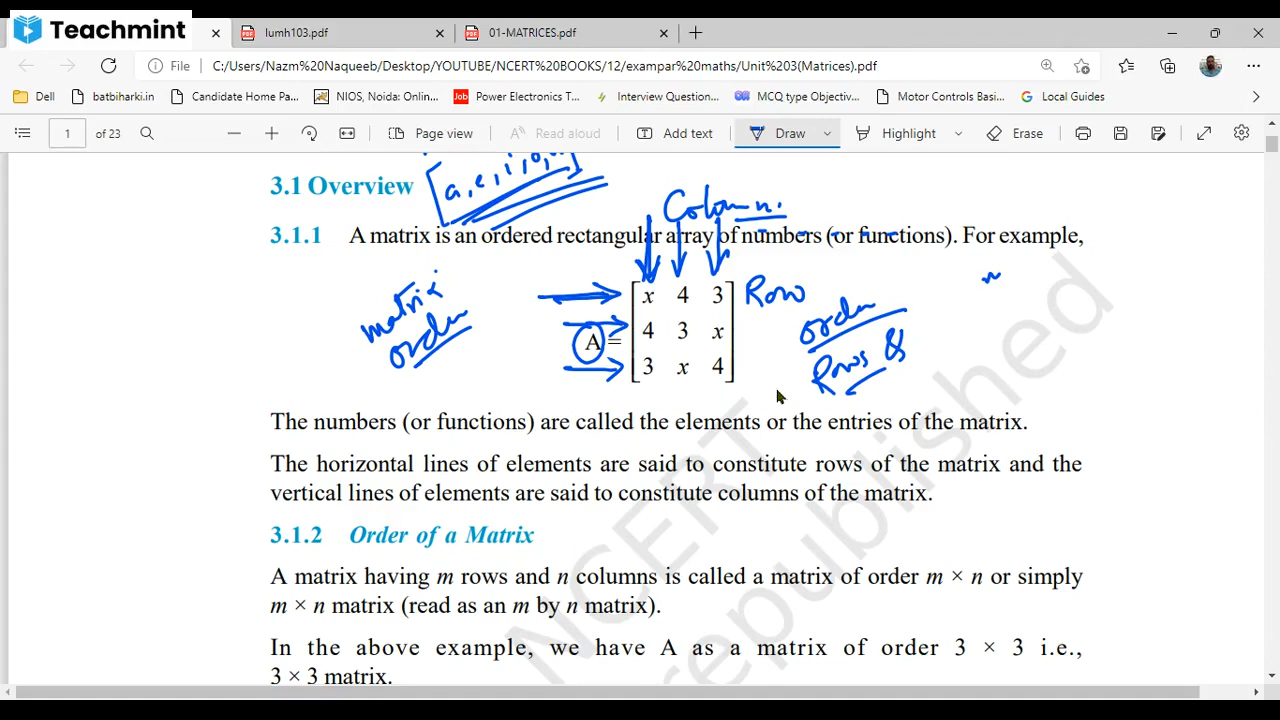 Teachmint
lumh103.pdf
01-MATRICES.pdf
File C:/Users/Nazm%20Naqueeb/Desktop/YOUTUBE/NCERT%20BOOKS/12/exampar%20maths/Unit%203(Matrices).pdf
Dell batbiharki.in Candidate Home Pa... NIOS, Noida: Onlin... Job Power Electronics T... Interview Question... MCQ type Objectiv... Motor Controls Basi... G Local Guides
1 of 23 Page view Read aloud Add text Draw Highlight Erase
3.1 Overview
[a, e, i, o,
Column.
3.1.1 A matrix is an ordered rectangular array of numbers (or functions). For example,
matrix
order
A =
x 4 3
4 3 x
3 x 4
Row
order
Rows &
The numbers (or functions) are called the elements or the entries of the matrix.
The horizontal lines of elements are said to constitute rows of the matrix and the
vertical lines of elements are said to constitute columns of the matrix.
3.1.2 Order of a Matrix
A matrix having m rows and n columns is called a matrix of order m × n or simply
m × n matrix (read as an m by n matrix).
In the above example, we have A as a matrix of order 3 × 3 i.e.,
3 × 3 matrix.
NCERT
republished